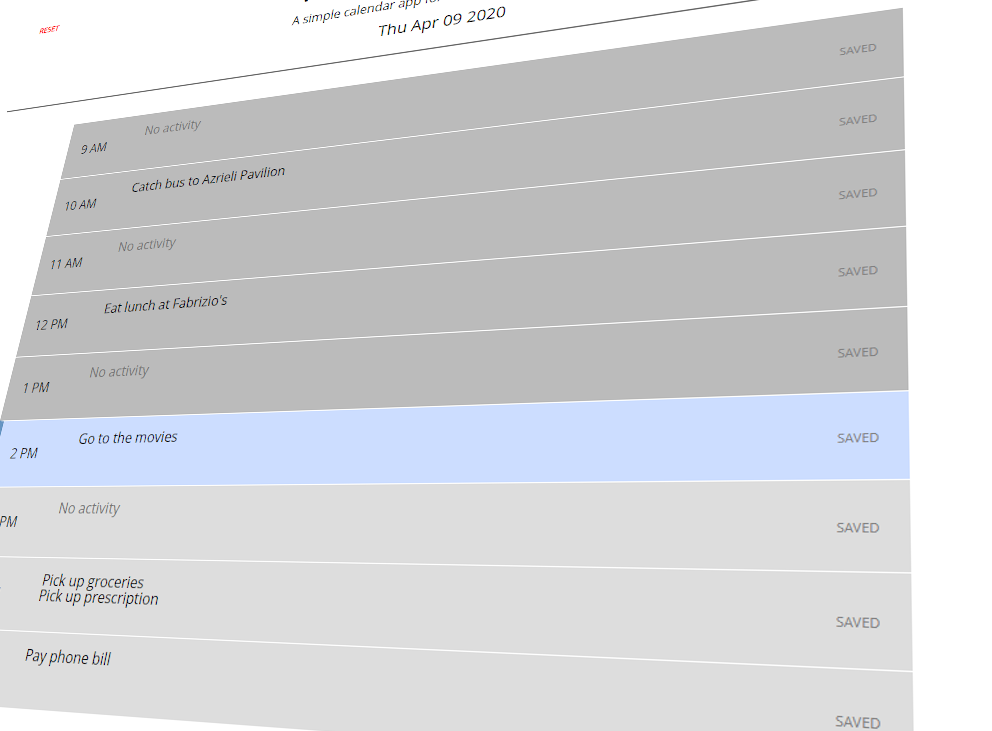 RESET
A simple calendar app
Thu Apr 09 2020
9 AM No activity SAVED
10 AM Catch bus to Azrieli Pavilion SAVED
11 AM No activity SAVED
12 PM Eat lunch at Fabrizio's SAVED
1 PM No activity SAVED
2 PM Go to the movies SAVED
PM No activity SAVED
Pick up groceries
Pick up prescription SAVED
Pay phone bill SAVED